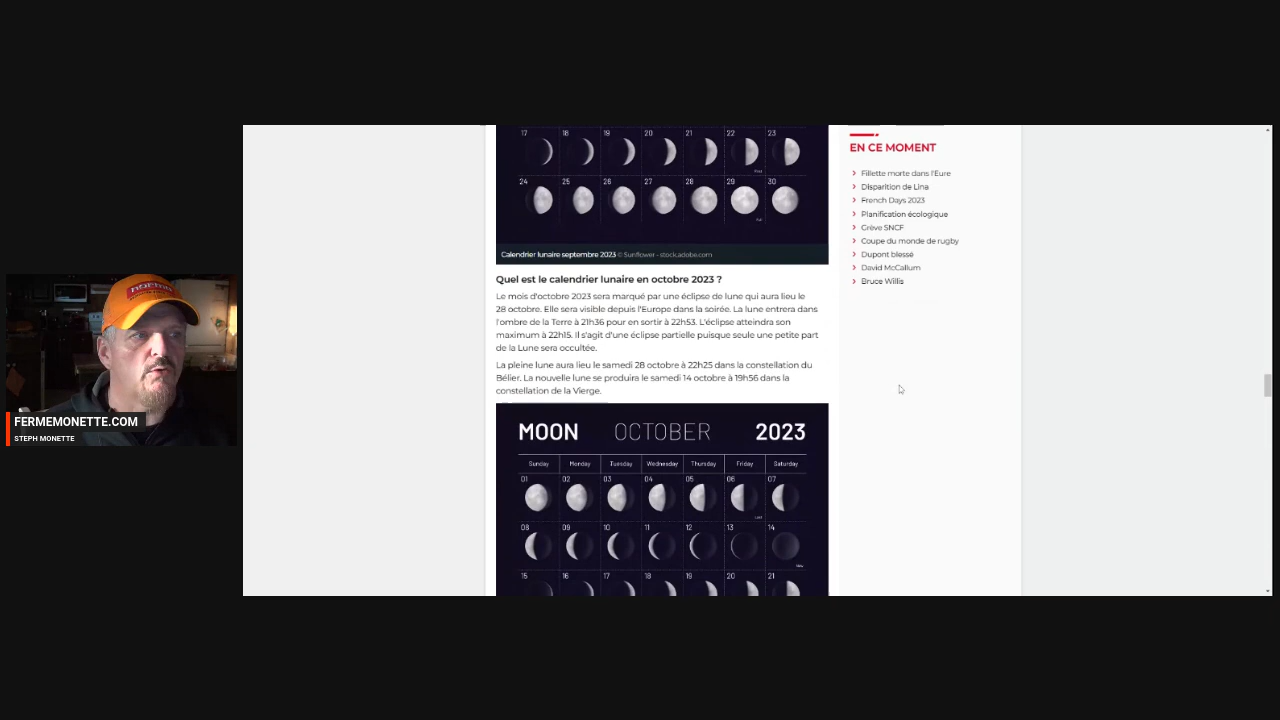 17 18 19 20 21 22 23
24 25 26 27 28 29 30
Calendrier lunaire septembre 2023 © Sunflower - stock.adobe.com
Quel est le calendrier lunaire en octobre 2023 ?
Le mois d'octobre 2023 sera marqué par une éclipse de lune qui aura lieu le
28 octobre. Elle sera visible depuis l'Europe dans la soirée. La lune entrera dans
l'ombre de la Terre à 21h36 pour en sortir à 22h53. L'éclipse atteindra son
maximum à 22h15. Il s'agit d'une éclipse partielle puisque seule une petite part
de la Lune sera occultée.
La pleine lune aura lieu le samedi 28 octobre à 22h25 dans la constellation du
Bélier. La nouvelle lune se produira le samedi 14 octobre à 19h56 dans la
constellation de la Vierge.
MOON OCTOBER 2023
Sunday Monday Tuesday Wednesday Thursday Friday Saturday
01 02 03 04 05 06 07
08 09 10 11 12 13 14
New
15 16 17 18 19 20 21
EN CE MOMENT
Fillette morte dans l'Eure
Disparition de Lina
French Days 2023
Planification écologique
Grève SNCF
Coupe du monde de rugby
Dupont blessé
David McCallum
Bruce Willis
FERMEMONETTE.COM
STEPH MONETTE